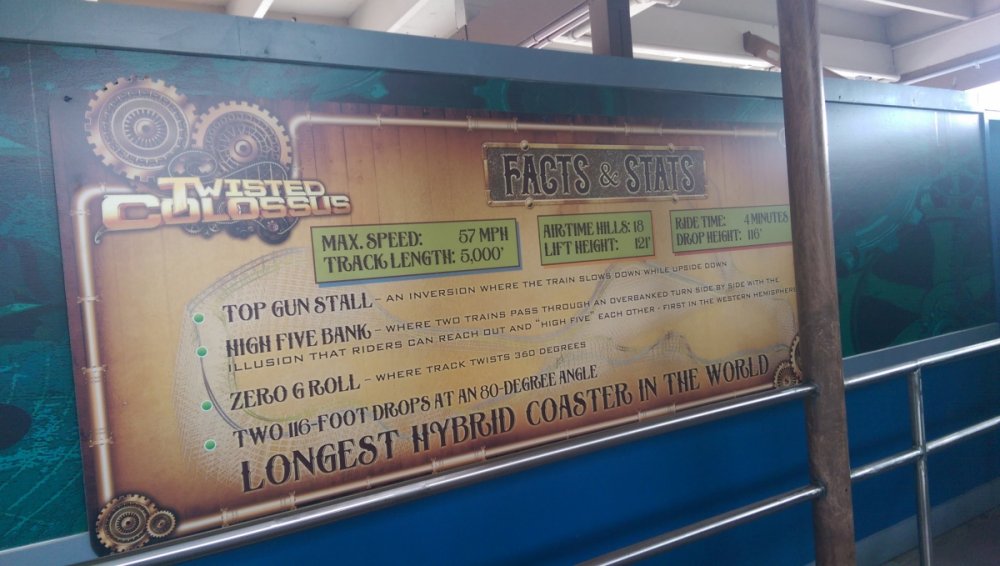 TWISTED
COLOSSUS
FACTS & STATS
MAX. SPEED: 57 MPH
TRACK LENGTH: 5,000'
AIRTIME HILLS: 18
LIFT HEIGHT: 121'
RIDE TIME: 4 MINUTES
DROP HEIGHT: 116'
TOP GUN STALL – AN INVERSION WHERE THE TRAIN SLOWS DOWN WHILE UPSIDE DOWN
HIGH FIVE BANK – WHERE TWO TRAINS PASS THROUGH AN OVERBANKED TURN SIDE BY SIDE WITH THE
ILLUSION THAT RIDERS CAN REACH OUT AND "HIGH FIVE" EACH OTHER - FIRST IN THE WESTERN HEMISPHERE
ZERO G ROLL – WHERE TRACK TWISTS 360 DEGREES
TWO 116-FOOT DROPS AT AN 80-DEGREE ANGLE
LONGEST HYBRID COASTER IN THE WORLD